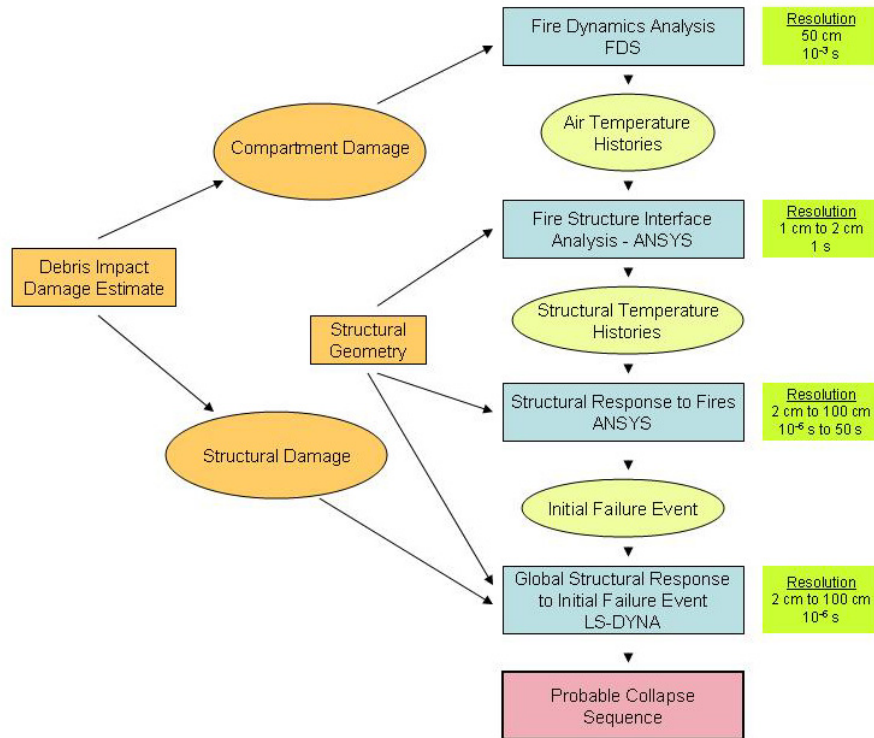 Fire Dynamics Analysis
FDS
Resolution
50 cm
10⁻³ s
Air Temperature
Histories
Compartment Damage
Fire Structure Interface
Analysis - ANSYS
Resolution
1 cm to 2 cm
1 s
Debris Impact
Damage Estimate
Structural
Geometry
Structural Temperature
Histories
Structural Response to Fires
ANSYS
Resolution
2 cm to 100 cm
10⁻⁶ s to 50 s
Structural Damage
Initial Failure Event
Global Structural Response
to Initial Failure Event
LS-DYNA
Resolution
2 cm to 100 cm
10⁻⁶ s
Probable Collapse
Sequence